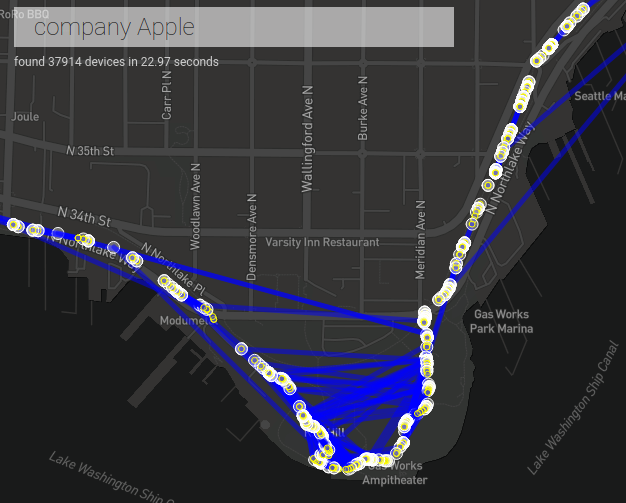 RoRo BBQ
company Apple
found 37914 devices in 22.97 seconds
Carr Pl N
Wallingford Ave N
Burke Ave N
Seattle Ma
Joule
N 35th St
N Northlake Way
Woodlawn Ave N
Densmore Ave N
Meridian Ave N
N 34th St
Varsity Inn Restaurant
N Northlake Way
N Northlake Pl
Gas Works
Park Marina
Modumetal
Lake Washington Ship Canal
Gas Works
Ampitheater
Lake Washington Ship C